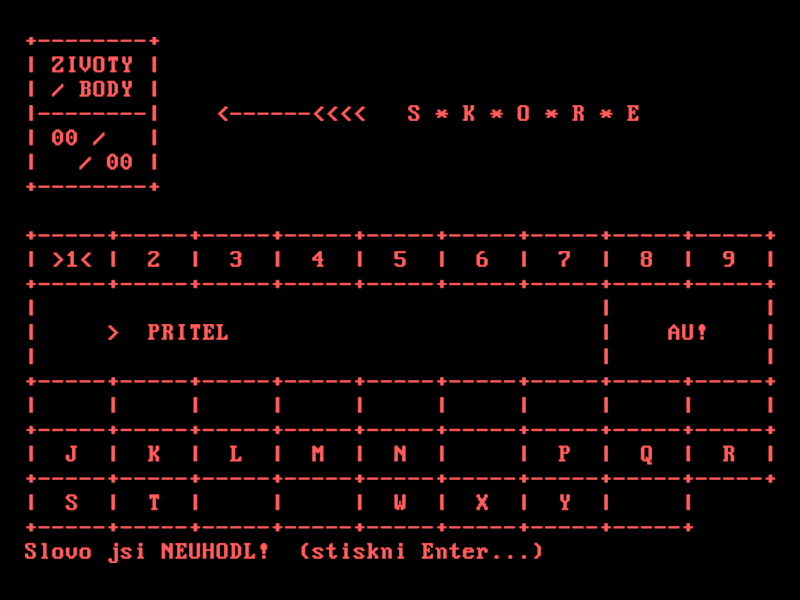 ZIVOTY
/ BODY
<------<<<< S * K * O * R * E
00 /
/ 00
>1< 2 3 4 5 6 7 8 9
> PRITEL AU!
J K L M N P Q R
S T W X Y
Slovo jsi NEUHODL! (stiskni Enter...)